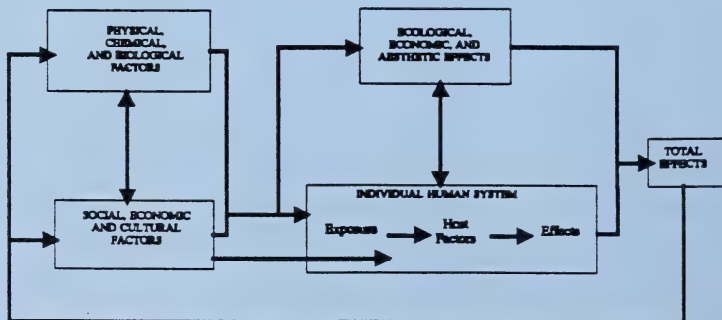 PHYSICAL,
CHEMICAL,
AND BIOLOGICAL
FACTORS
ECOLOGICAL,
ECONOMIC, AND
AESTHETIC EFFECTS
TOTAL
EFFECTS
SOCIAL, ECONOMIC
AND CULTURAL
FACTORS
INDIVIDUAL HUMAN SYSTEM
Exposure
Host
Factors
Effects